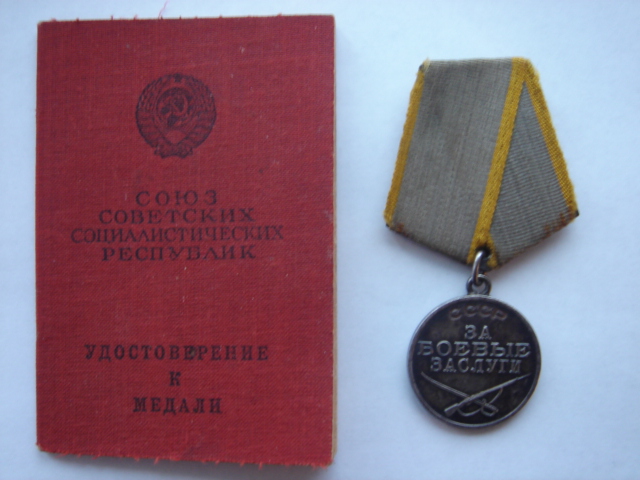 СОЮЗ
СОВЕТСКИХ
СОЦИАЛИСТИЧЕСКИХ
РЕСПУБЛИК
УДОСТОВЕРЕНИЕ
К
МЕДАЛИ
СССР
ЗА
БОЕВЫЕ
ЗАСЛУГИ